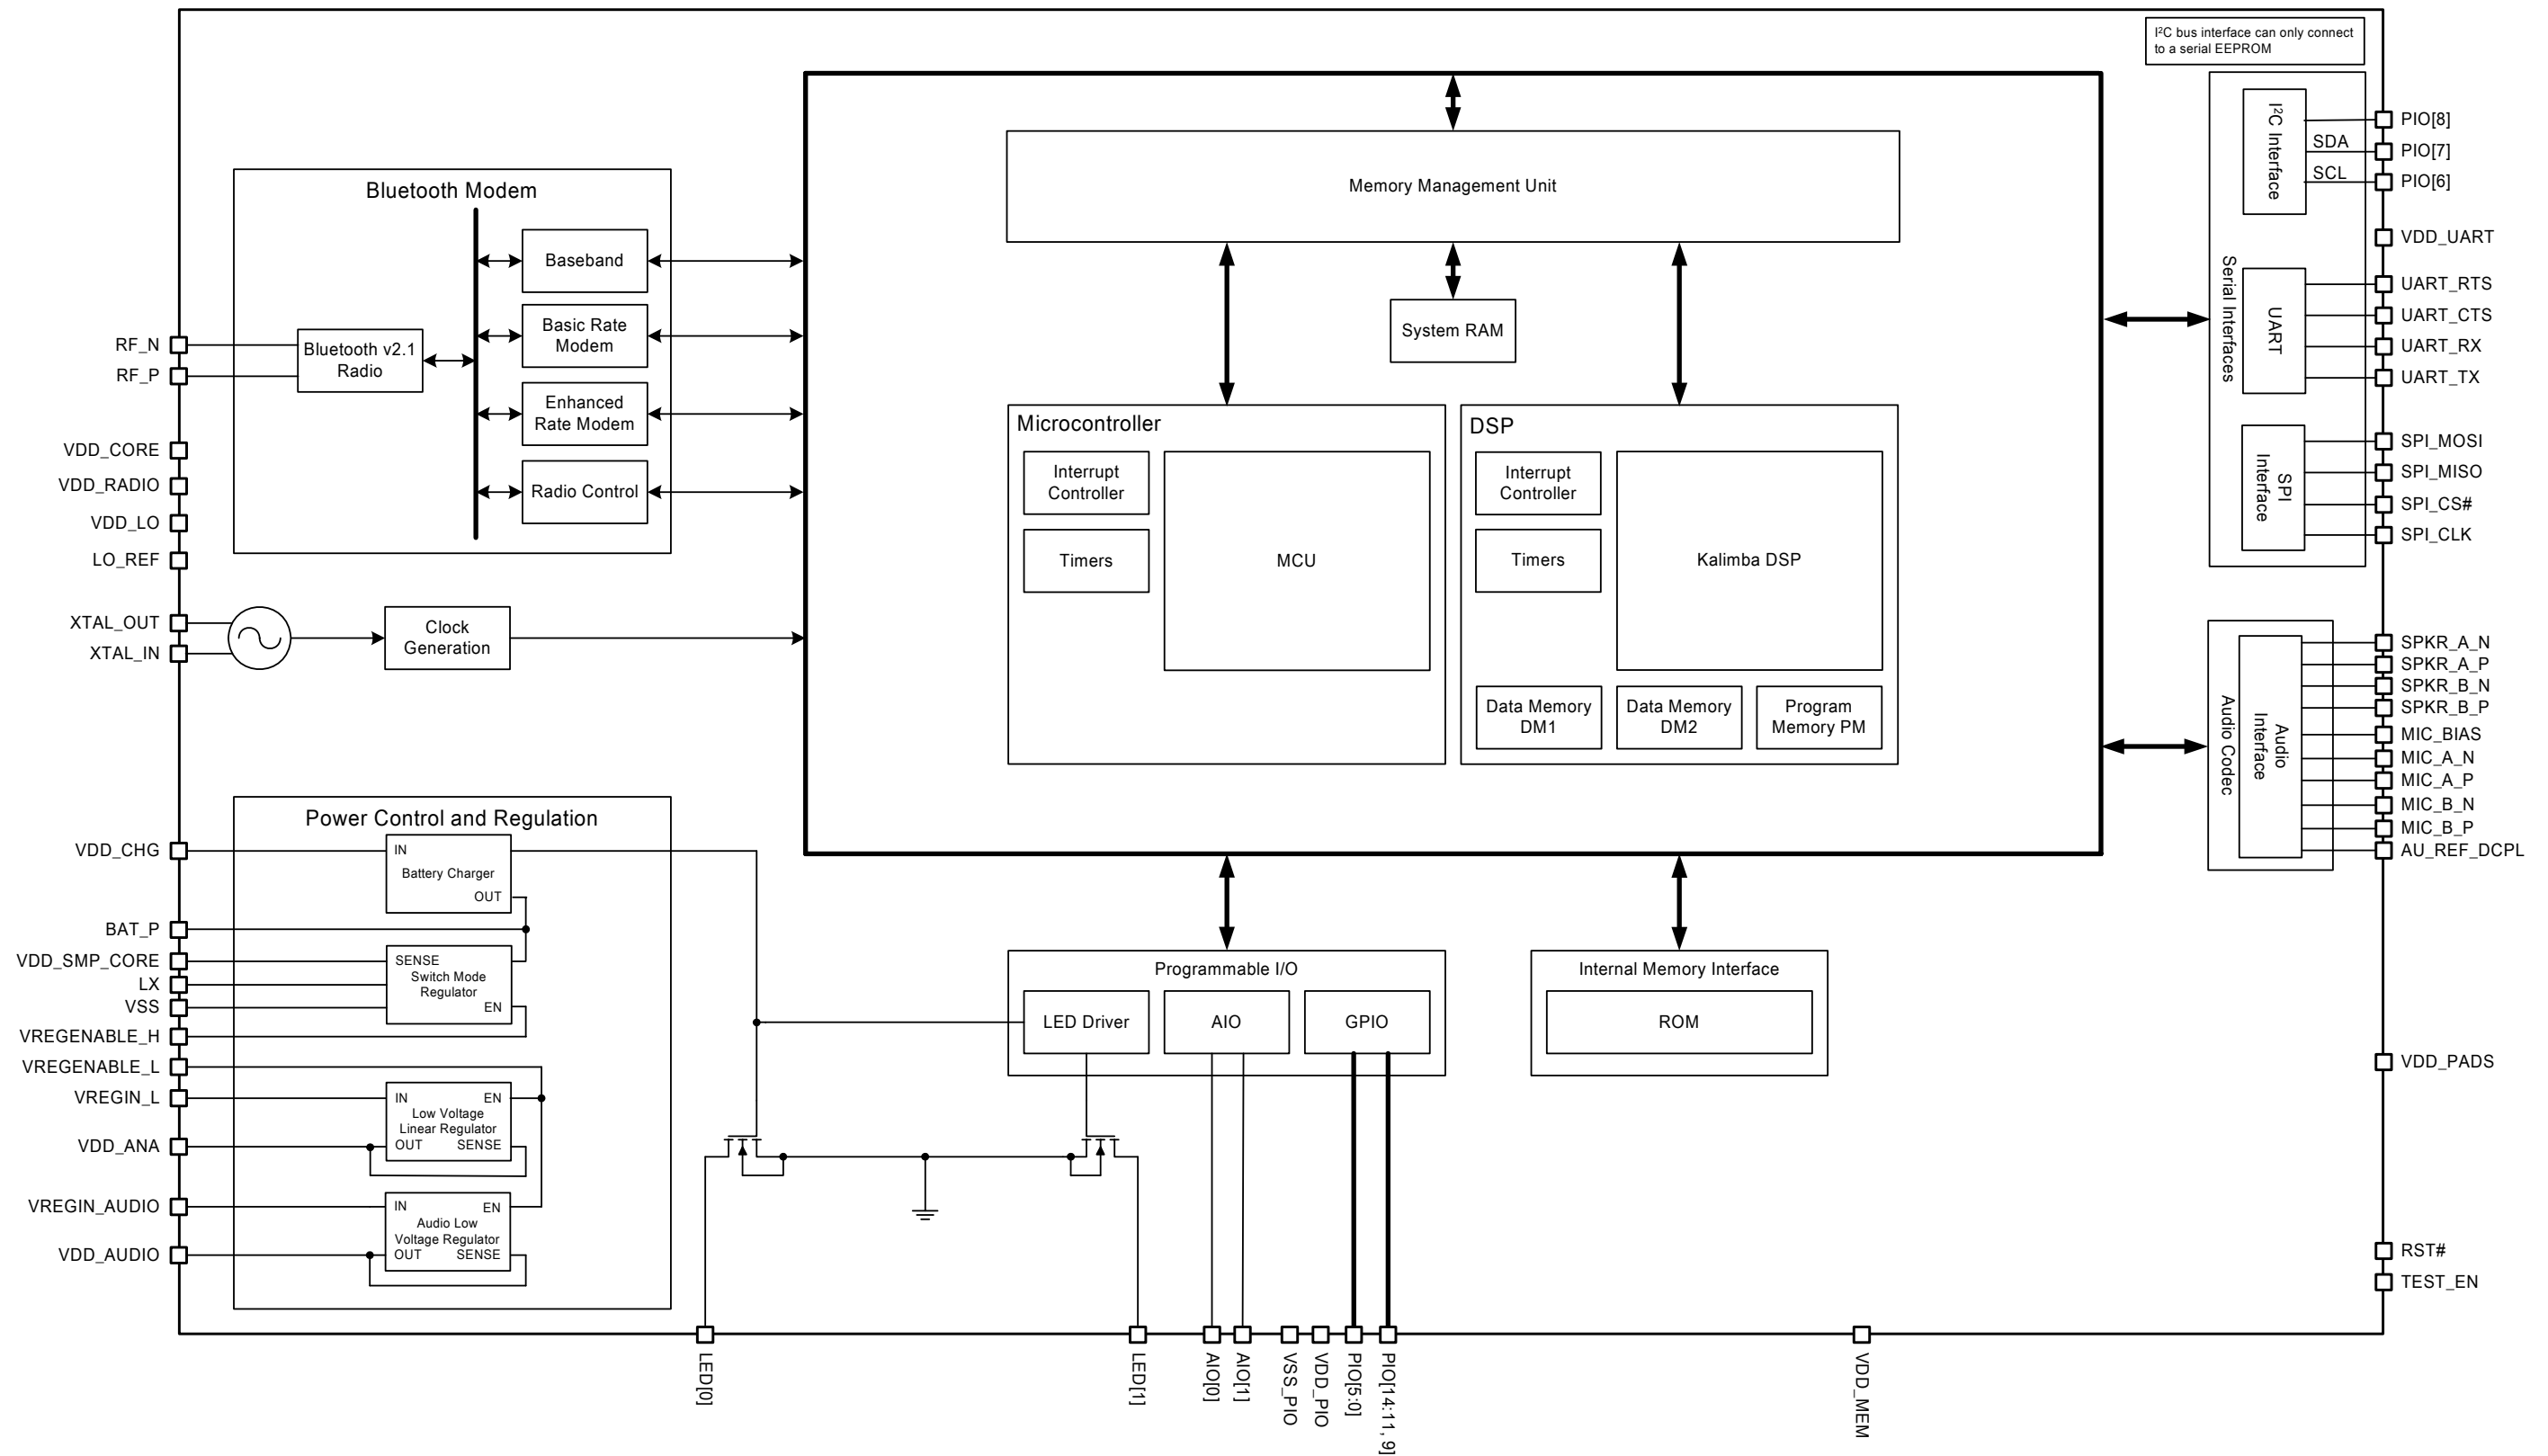 I²C bus interface can only connect
to a serial EEPROM
Bluetooth Modem
Baseband
Basic Rate
Modem
Enhanced
Rate Modem
Radio Control
Bluetooth v2.1
Radio
RF_N
RF_P
VDD_CORE
VDD_RADIO
VDD_LO
LO_REF
XTAL_OUT
XTAL_IN
Clock
Generation
Memory Management Unit
System RAM
Microcontroller
Interrupt
Controller
Timers
MCU
DSP
Interrupt
Controller
Timers
Kalimba DSP
Data Memory
DM1
Data Memory
DM2
Program
Memory PM
I²C Interface
SDA
SCL
Serial Interfaces
UART
SPI
Interface
PIO[8]
PIO[7]
PIO[6]
VDD_UART
UART_RTS
UART_CTS
UART_RX
UART_TX
SPI_MOSI
SPI_MISO
SPI_CS#
SPI_CLK
Audio
Interface
Audio Codec
SPKR_A_N
SPKR_A_P
SPKR_B_N
SPKR_B_P
MIC_BIAS
MIC_A_N
MIC_A_P
MIC_B_N
MIC_B_P
AU_REF_DCPL
Power Control and Regulation
VDD_CHG
BAT_P
VDD_SMP_CORE
LX
VSS
VREGENABLE_H
VREGENABLE_L
VREGIN_L
VDD_ANA
VREGIN_AUDIO
VDD_AUDIO
IN
Battery Charger
OUT
SENSE
Switch Mode
Regulator
EN
IN EN
Low Voltage
Linear Regulator
OUT SENSE
IN EN
Audio Low
Voltage Regulator
OUT SENSE
Programmable I/O
LED Driver
AIO
GPIO
Internal Memory Interface
ROM
VDD_PADS
RST#
TEST_EN
LED[0]
LED[1]
AIO[0]
AIO[1]
VSS_PIO
VDD_PIO
PIO[5:0]
PIO[14:11, 9]
VDD_MEM